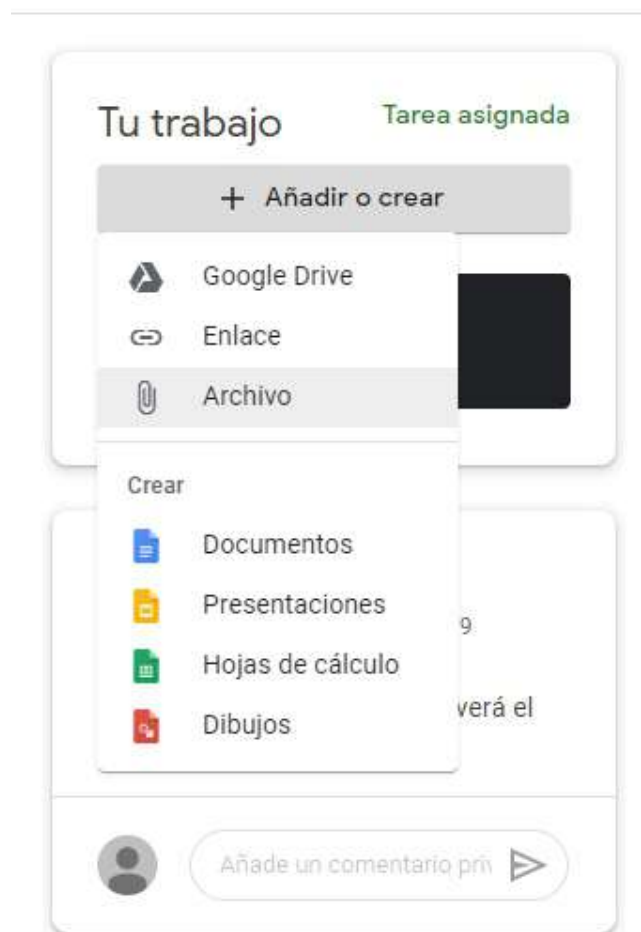 Tu trabajo
Tarea asignada
+ Añadir o crear
Google Drive
Enlace
Archivo
Crear
Documentos
Presentaciones
9
Hojas de cálculo
verá el
Dibujos
Añade un comentario priv